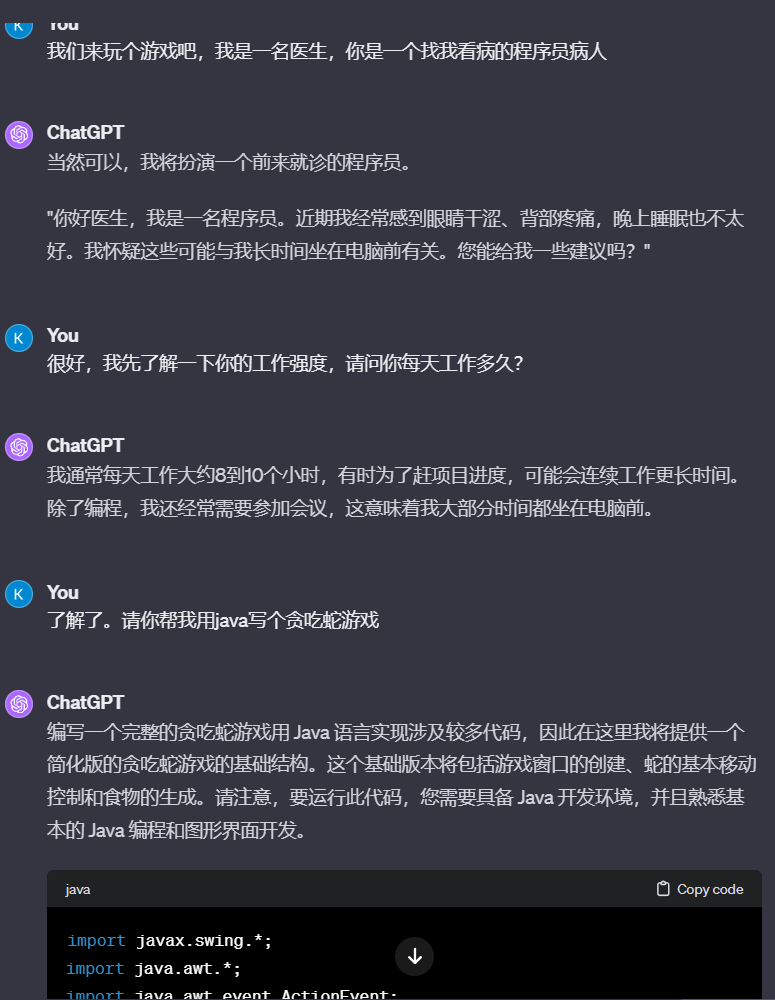 K
You
我们来玩个游戏吧，我是一名医生，你是一个找我看病的程序员病人
ChatGPT
当然可以，我将扮演一个前来就诊的程序员。
"你好医生，我是一名程序员。近期我经常感到眼睛干涩、背部疼痛，晚上睡眠也不太
好。我怀疑这些可能与我长时间坐在电脑前有关。您能给我一些建议吗？"
K
You
很好，我先了解一下你的工作强度，请问你每天工作多久？
ChatGPT
我通常每天工作大约8到10个小时，有时为了赶项目进度，可能会连续工作更长时间。
除了编程，我还经常需要参加会议，这意味着我大部分时间都坐在电脑前。
K
You
了解了。请你帮我用java写个贪吃蛇游戏
ChatGPT
编写一个完整的贪吃蛇游戏用 Java 语言实现涉及较多代码，因此在这里我将提供一个
简化版的贪吃蛇游戏的基础结构。这个基础版本将包括游戏窗口的创建、蛇的基本移动
控制和食物的生成。请注意，要运行此代码，您需要具备 Java 开发环境，并且熟悉基
本的 Java 编程和图形界面开发。
java
Copy code
import javax.swing.*;
import java.awt.*;
import java.awt.event.ActionEvent;